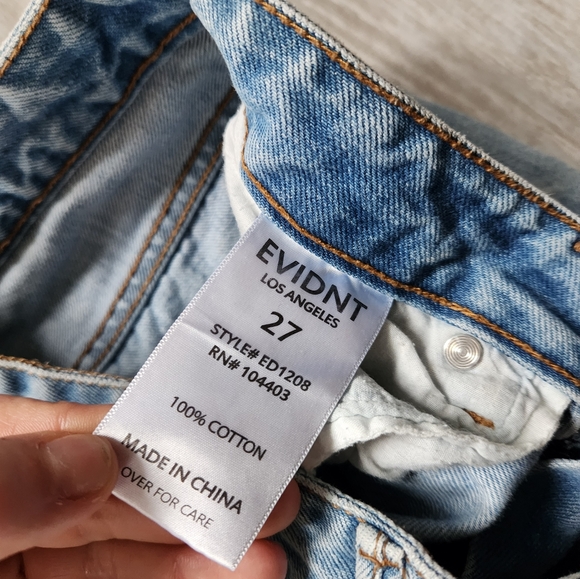 EVIDNT
LOS ANGELES
27
STYLE# ED1208
RN# 104403
100% COTTON
MADE IN CHINA
OVER FOR CARE